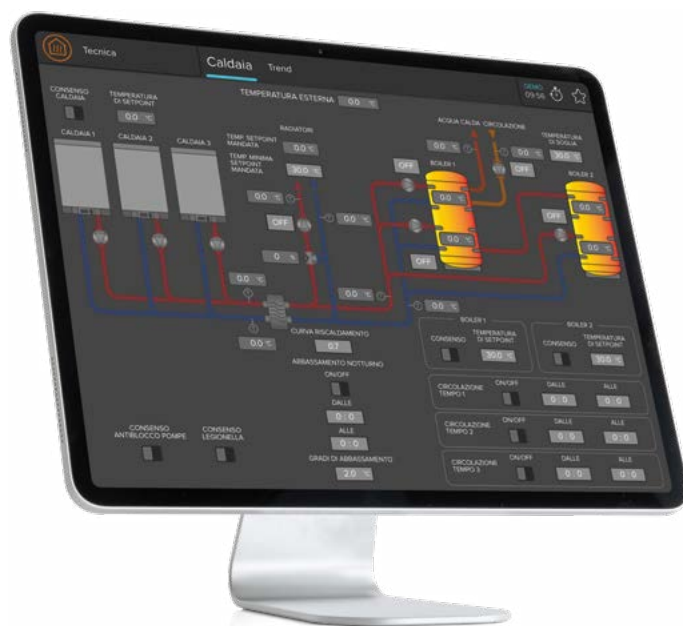 Tecnica
Caldaia
Trend
DEMO
09:56
CONSENSO
CALDAIA
TEMPERATURA
DI SETPOINT
0.0 °C
TEMPERATURA ESTERNA 0.0 °C
CALDAIA 1
CALDAIA 2
CALDAIA 3
RADIATORI
TEMP SETPOINT
MANDATA
0.0 °C
TEMP MINIMA
SETPOINT
MANDATA
30.0 °C
0.0 °C
0.0 °C
OFF
0 °C
0.0 °C
0.0 °C
0.0 °C
0.0 °C
ACQUA CALDA
CIRCOLAZIONE
0.0 °C
0.0 °C
TEMPERATURA
DI SOGLIA
30.0 °C
OFF
OFF
BOILER 1
BOILER 2
0.0 °C
0.0 °C
OFF
0.0 °C
0.0 °C
OFF
CURVA RISCALDAMENTO
0.7
ABBASSAMENTO NOTTURNO
ON/OFF
DALLE
0 : 0
ALLE
0 : 0
GRADI DI ABBASSAMENTO
2.0 °C
CONSENSO
ANTIBLOCCO POMPE
CONSENSO
LEGIONELLA
BOILER 1
CONSENSO
TEMPERATURA
DI SETPOINT
30.0 °C
BOILER 2
CONSENSO
TEMPERATURA
DI SETPOINT
30.0 °C
CIRCOLAZIONE
TEMPO 1
ON/OFF
DALLE
0 : 0
ALLE
0 : 0
CIRCOLAZIONE
TEMPO 2
ON/OFF
DALLE
0 : 0
ALLE
0 : 0
CIRCOLAZIONE
TEMPO 3
ON/OFF
DALLE
0 : 0
ALLE
0 : 0